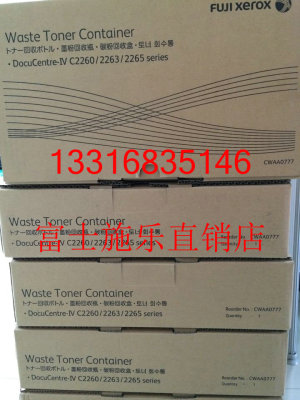 FUJI xerox
Waste Toner Container
トナー回収ボトル・墨粉回收瓶・碳粉回收盒・토너 회수통
・DocuCentre-IV C2260/2263/2265 series
13316835146
CWAA0777
Waste Toner Container
トナー回収ボトル・墨粉回收瓶・碳粉回收盒・토너 회수통
・DocuCentre-IV C2260/2263/2265 series
富士施乐直销店
Waste Toner Container
トナー回収ボトル・墨粉回收瓶・碳粉回收盒・토너 회수통
・DocuCentre-IV C2260/2263/2265 series
Reorder No. : CWAA0777
Quantity : 1
Waste Toner Container
トナー回収ボトル・墨粉回收瓶・碳粉回收盒・토너 회수통
・DocuCentre-IV C2260/2263/2265 series
Reorder No. : CWAA0777
Quantity : 1